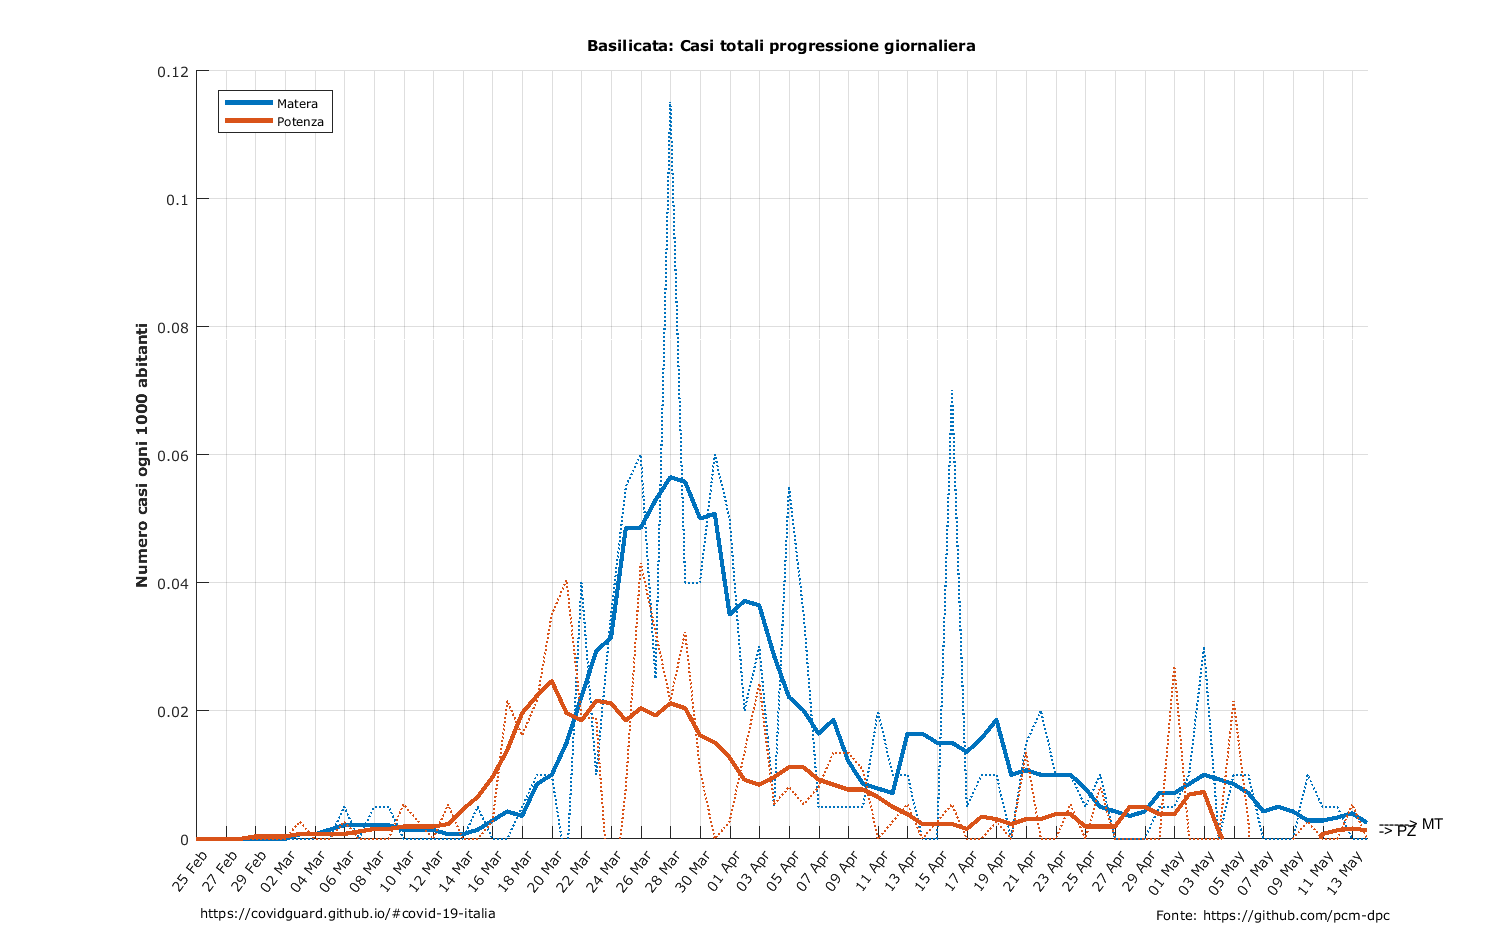 Basilicata: Casi totali progressione giornaliera
Numero casi ogni 1000 abitanti
0.12
0.1
0.08
0.06
0.04
0.02
0
Matera
Potenza
MT
-> PZ
25 Feb
27 Feb
29 Feb
02 Mar
04 Mar
06 Mar
08 Mar
10 Mar
12 Mar
14 Mar
16 Mar
18 Mar
20 Mar
22 Mar
24 Mar
26 Mar
28 Mar
30 Mar
01 Apr
03 Apr
05 Apr
07 Apr
09 Apr
11 Apr
13 Apr
15 Apr
17 Apr
19 Apr
21 Apr
23 Apr
25 Apr
27 Apr
29 Apr
01 May
03 May
05 May
07 May
09 May
11 May
13 May
https://covidguard.github.io/#covid-19-italia
Fonte: https://github.com/pcm-dpc